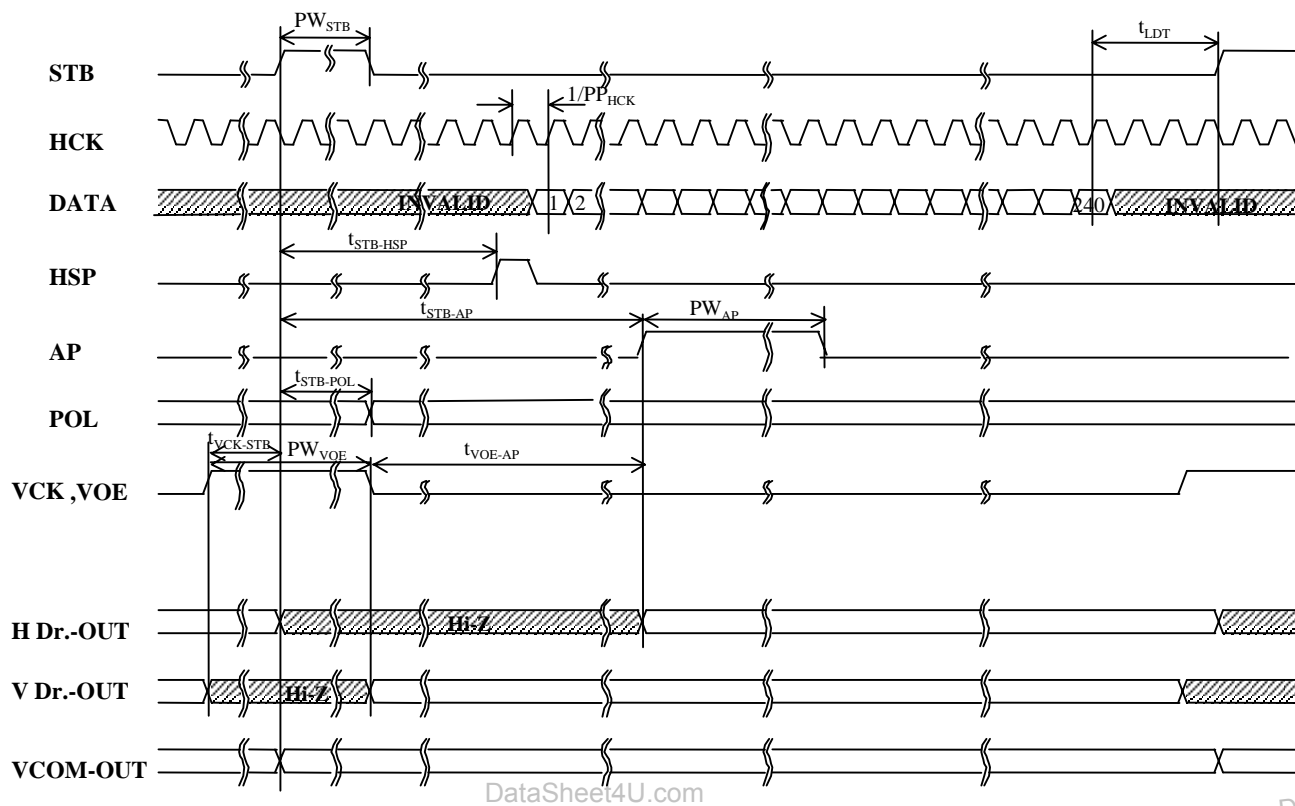 PW_STB
t_LDT
STB
1/PP_HCK
HCK
DATA INVALID 1 2 240 INVALID
t_STB-HSP
HSP
t_STB-AP PW_AP
AP
t_STB-POL
POL
t_VCK-STB PW_VOE t_VOE-AP
VCK ,VOE
H Dr.-OUT Hi-Z
V Dr.-OUT Hi-Z
VCOM-OUT
DataSheet4U.com